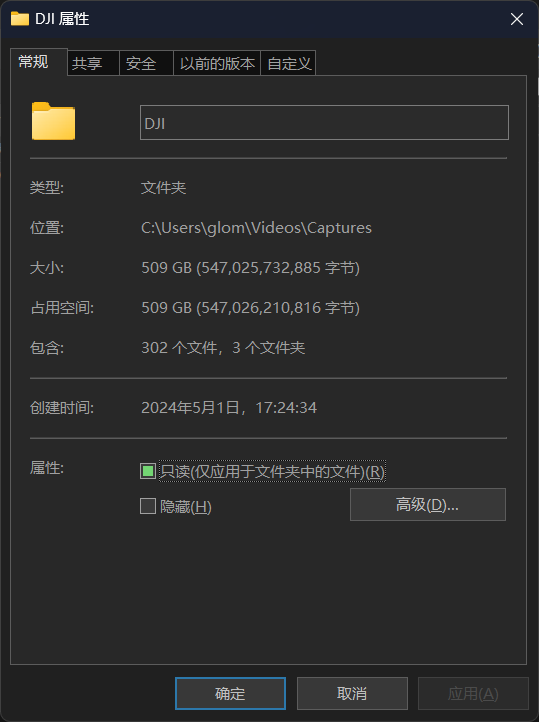 DJI 属性
常规 共享 安全 以前的版本 自定义
DJI
类型: 文件夹
位置: C:\Users\glom\Videos\Captures
大小: 509 GB (547,025,732,885 字节)
占用空间: 509 GB (547,026,210,816 字节)
包含: 302 个文件，3 个文件夹
创建时间: 2024年5月1日，17:24:34
属性: 只读(仅应用于文件夹中的文件)(R)
隐藏(H) 高级(D)...
确定 取消 应用(A)